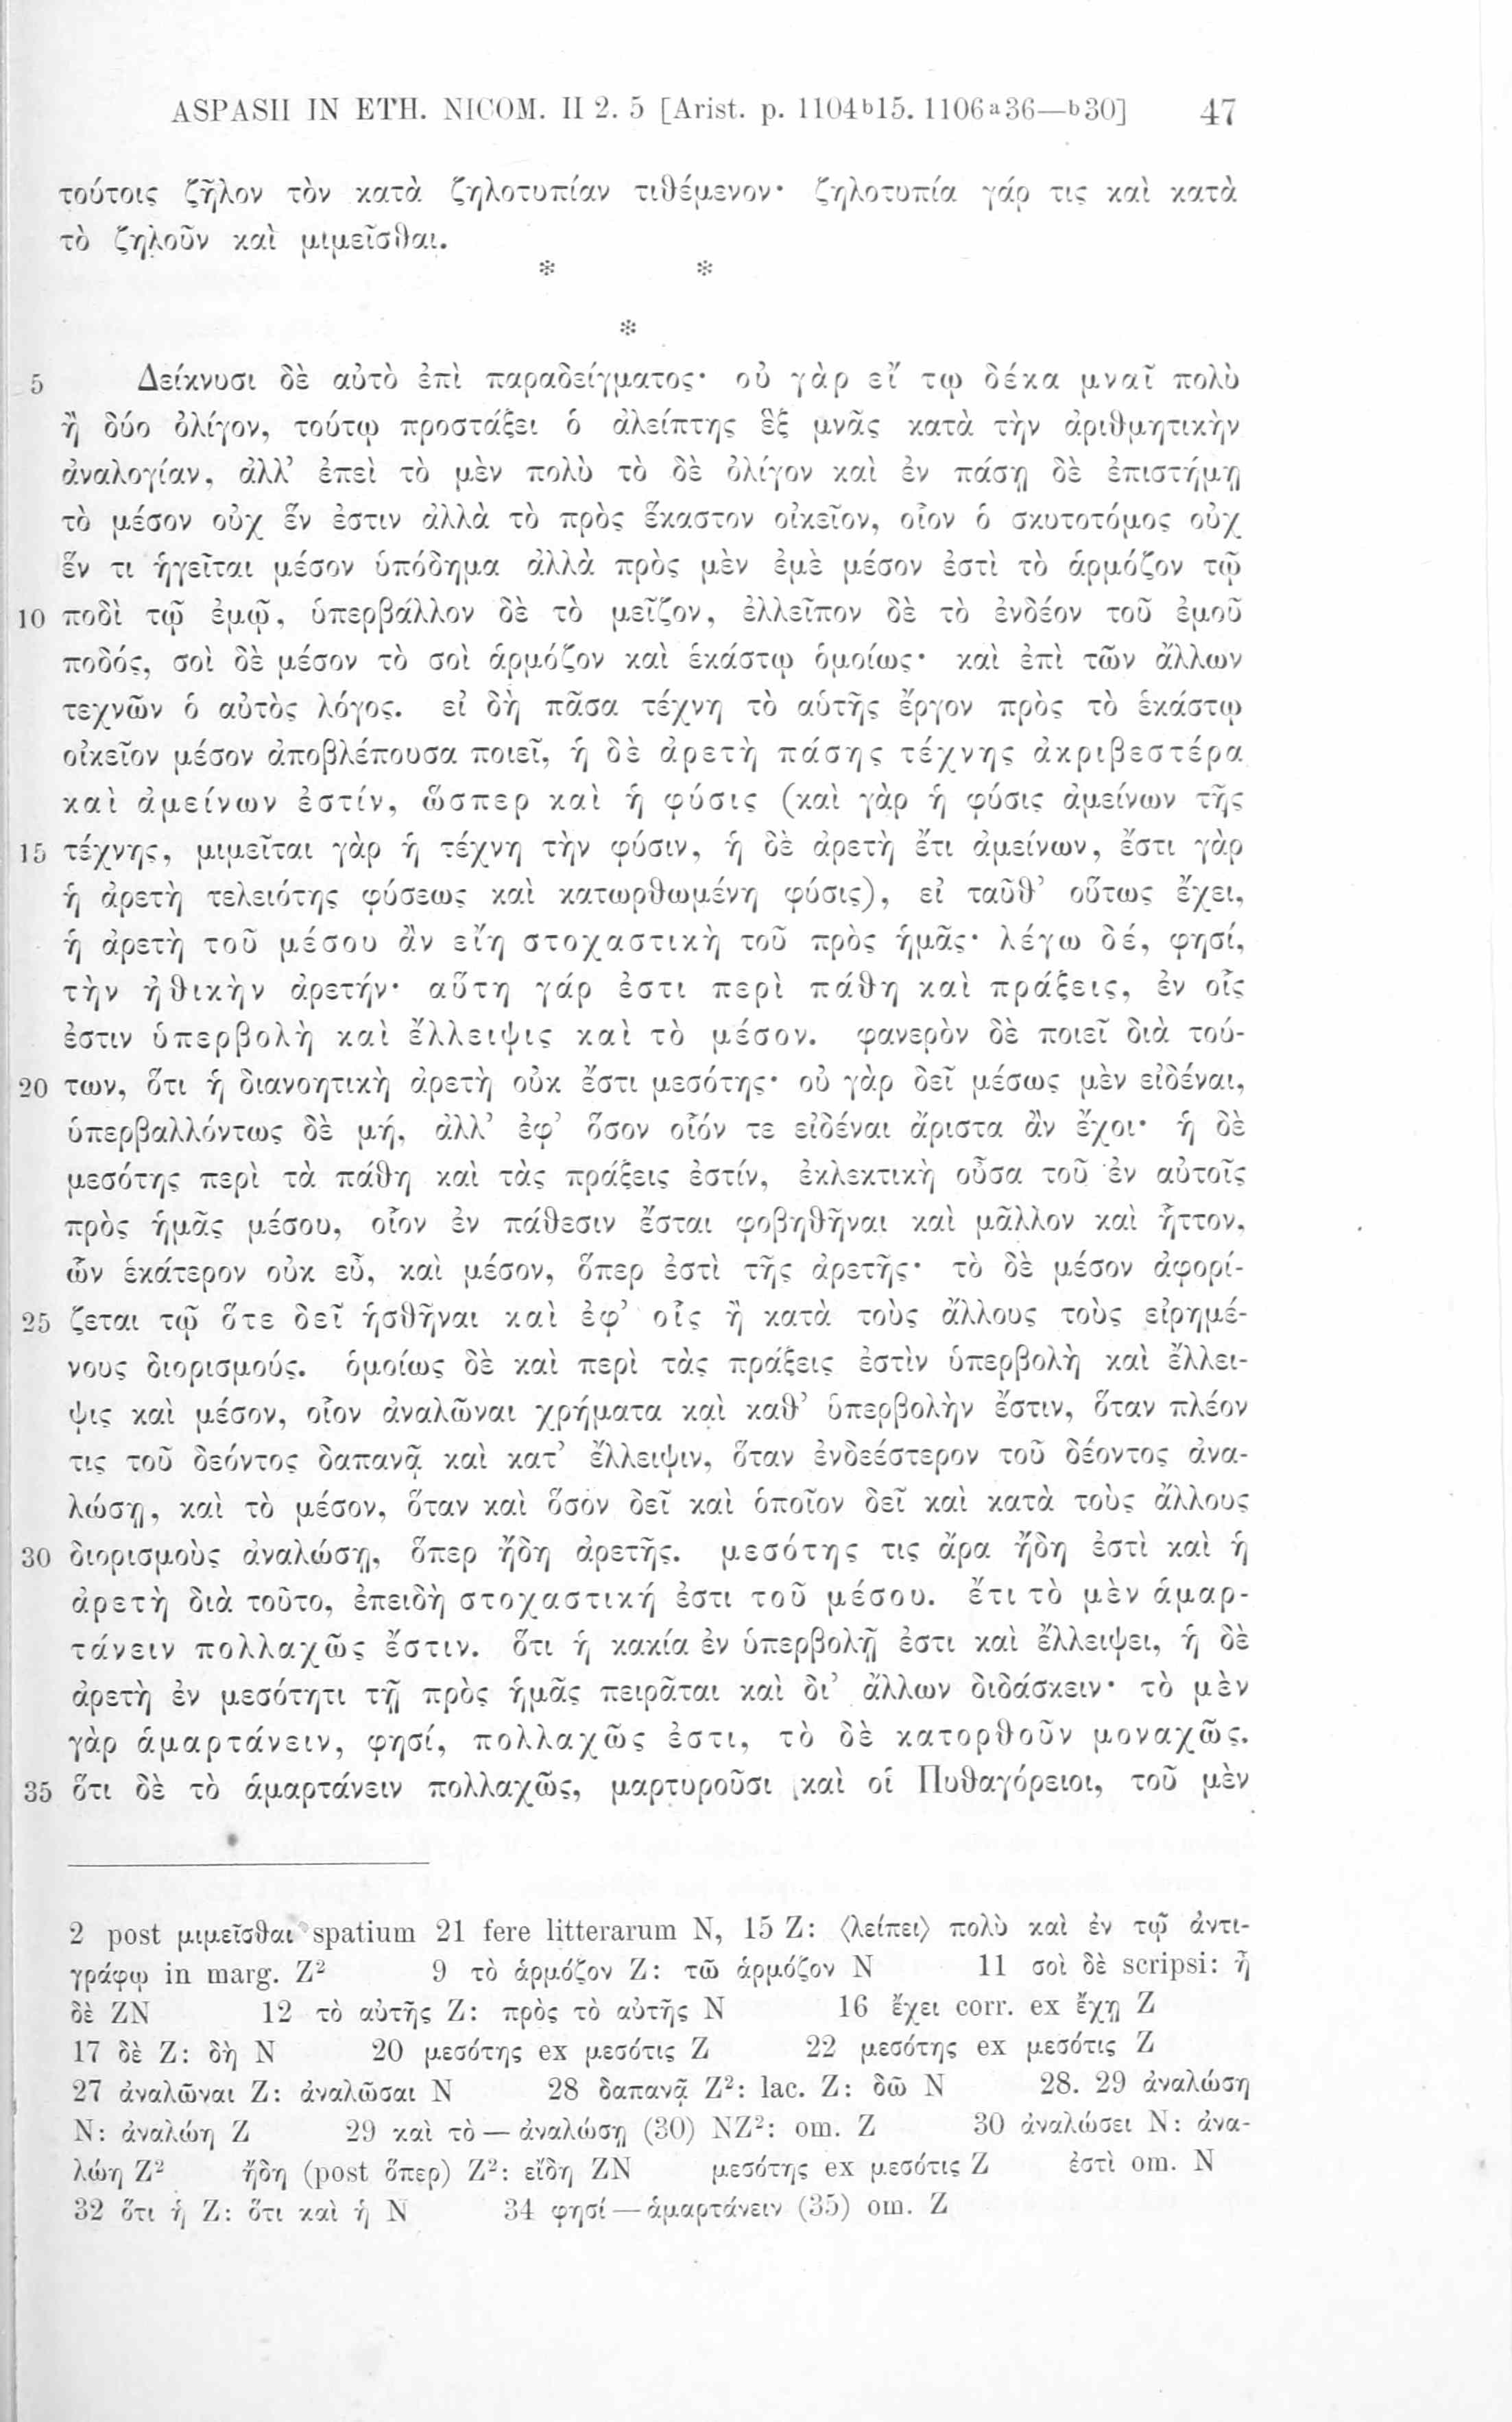 ASPASII IN ETH. NICOM. II 2. 5 [Arist. p. 1104ᵇ15. 1106ᵃ36—ᵇ30] 47
τούτοις ζῆλον τὸν κατὰ ζηλοτυπίαν τιθέμενον· ζηλοτυπία γάρ τις καὶ κατὰ
τὸ ζηλοῦν καὶ μιμεῖσθαι.
* *
*
5 Δείκνυσι δὲ αὐτὸ ἐπὶ παραδείγματος· οὐ γὰρ εἴ τῳ δέκα μναῖ πολὺ
ἢ δύο ὀλίγον, τούτῳ προστάξει ὁ ἀλείπτης ἓξ μνᾶς κατὰ τὴν ἀριθμητικὴν
ἀναλογίαν, ἀλλ’ ἐπεὶ τὸ μὲν πολὺ τὸ δὲ ὀλίγον καὶ ἐν πάσῃ δὲ ἐπιστήμῃ
τὸ μέσον οὐχ ἕν ἐστιν ἀλλὰ τὸ πρὸς ἕκαστον οἰκεῖον, οἷον ὁ σκυτοτόμος οὐχ
ἕν τι ἡγεῖται μέσον ὑπόδημα ἀλλὰ πρὸς μὲν ἐμὲ μέσον ἐστὶ τὸ ἁρμόζον τῷ
10 ποδὶ τῷ ἐμῷ, ὑπερβάλλον δὲ τὸ μεῖζον, ἐλλεῖπον δὲ τὸ ἐνδέον τοῦ ἐμοῦ
ποδός, σοὶ δὲ μέσον τὸ σοὶ ἁρμόζον καὶ ἑκάστῳ ὁμοίως· καὶ ἐπὶ τῶν ἄλλων
τεχνῶν ὁ αὐτὸς λόγος. εἰ δὴ πᾶσα τέχνη τὸ αὑτῆς ἔργον πρὸς τὸ ἑκάστῳ
οἰκεῖον μέσον ἀποβλέπουσα ποιεῖ, ἡ δὲ ἀρετὴ πάσης τέχνης ἀκριβεστέρα
καὶ ἀμείνων ἐστίν, ὥσπερ καὶ ἡ φύσις (καὶ γὰρ ἡ φύσις ἀμείνων τῆς
15 τέχνης, μιμεῖται γὰρ ἡ τέχνη τὴν φύσιν, ἡ δὲ ἀρετὴ ἔτι ἀμείνων, ἔστι γὰρ
ἡ ἀρετὴ τελειότης φύσεως καὶ κατωρθωμένη φύσις), εἰ ταῦθ’ οὕτως ἔχει,
ἡ ἀρετὴ τοῦ μέσου ἂν εἴη στοχαστικὴ τοῦ πρὸς ἡμᾶς· λέγω δέ, φησί,
τὴν ἠθικὴν ἀρετήν· αὕτη γάρ ἐστι περὶ πάθη καὶ πράξεις, ἐν οἷς
ἐστιν ὑπερβολὴ καὶ ἔλλειψις καὶ τὸ μέσον. φανερὸν δὲ ποιεῖ διὰ τού-
20 των, ὅτι ἡ διανοητικὴ ἀρετὴ οὐκ ἔστι μεσότης· οὐ γὰρ δεῖ μέσως μὲν εἰδέναι,
ὑπερβαλλόντως δὲ μή, ἀλλ’ ἐφ’ ὅσον οἷόν τε εἰδέναι ἄριστα ἂν ἔχοι· ἡ δὲ
μεσότης περὶ τὰ πάθη καὶ τὰς πράξεις ἐστίν, ἐκλεκτικὴ οὖσα τοῦ ἐν αὐτοῖς
πρὸς ἡμᾶς μέσου, οἷον ἐν πάθεσιν ἔσται φοβηθῆναι καὶ μᾶλλον καὶ ἧττον,
ὧν ἑκάτερον οὐκ εὖ, καὶ μέσον, ὅπερ ἐστὶ τῆς ἀρετῆς· τὸ δὲ μέσον ἀφορί-
25 ζεται τῷ ὅτε δεῖ ἡσθῆναι καὶ ἐφ’ οἷς ἢ κατὰ τοὺς ἄλλους τοὺς εἰρημέ-
νους διορισμούς. ὁμοίως δὲ καὶ περὶ τὰς πράξεις ἐστὶν ὑπερβολὴ καὶ ἔλλει-
ψις καὶ μέσον, οἷον ἀναλῶναι χρήματα καὶ καθ’ ὑπερβολὴν ἔστιν, ὅταν πλέον
τις τοῦ δεόντος δαπανᾷ καὶ κατ’ ἔλλειψιν, ὅταν ἐνδεέστερον τοῦ δέοντος ἀνα-
λώσῃ, καὶ τὸ μέσον, ὅταν καὶ ὅσον δεῖ καὶ ὁποῖον δεῖ καὶ κατὰ τοὺς ἄλλους
30 διορισμοὺς ἀναλώσῃ, ὅπερ ἤδη ἀρετῆς. μεσότης τις ἄρα ἤδη ἐστὶ καὶ ἡ
ἀρετὴ διὰ τοῦτο, ἐπειδὴ στοχαστική ἐστι τοῦ μέσου. ἔτι τὸ μὲν ἁμαρ-
τάνειν πολλαχῶς ἔστιν. ὅτι ἡ κακία ἐν ὑπερβολῇ ἐστι καὶ ἔλλειψει, ἡ δὲ
ἀρετὴ ἐν μεσότητι τῇ πρὸς ἡμᾶς πειρᾶται καὶ δι’ ἄλλων διδάσκειν· τὸ μὲν
γὰρ ἁμαρτάνειν, φησί, πολλαχῶς ἐστι, τὸ δὲ κατορθοῦν μοναχῶς.
35 ὅτι δὲ τὸ ἁμαρτάνειν πολλαχῶς, μαρτυροῦσι καὶ οἱ Πυθαγόρειοι, τοῦ μὲν
2 post μιμεῖσθαι spatium 21 fere litterarum N, 15 Z: ⟨λείπει⟩ πολὺ καὶ ἐν τῷ ἀντι-
γράφῳ in marg. Z² 9 τὸ ἁρμόζον Z: τῶ ἁρμόζον N 11 σοὶ δὲ scripsi: ἦ
δὲ ZN 12 τὸ αὐτῆς Z: πρὸς τὸ αὐτῆς N 16 ἔχει corr. ex ἔχῃ Z
17 δὲ Z: δὴ N 20 μεσότης ex μεσότις Z 22 μεσότης ex μεσότις Z
27 ἀναλῶναι Z: ἀναλῶσαι N 28 δαπανᾷ Z²: lac. Z: δῶ N 28. 29 ἀναλώσῃ
N: ἀναλώη Z 29 καὶ τὸ — ἀναλώσῃ (30) NZ²: om. Z 30 ἀναλώσει N: ἀνα-
λώη Z² ἤδη (post ὅπερ) Z²: εἴδη ZN μεσότης ex μεσότις Z ἐστὶ om. N
32 ὅτι ἡ Z: ὅτι καὶ ἡ N 34 φησί — ἁμαρτάνειν (35) om. Z